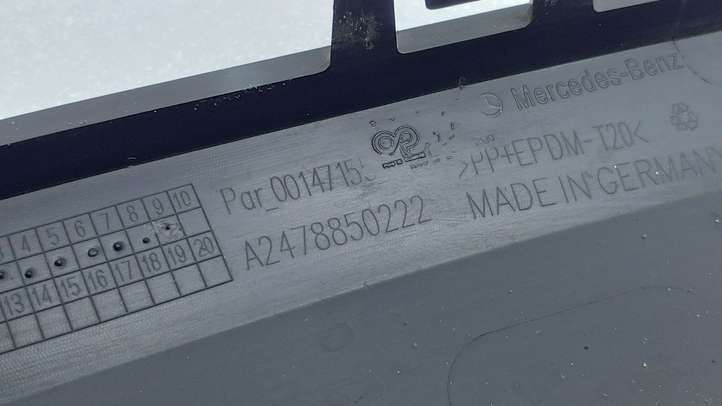 Mercedes-Benz
Par_0014715
>PP+EPDM-T20<
A2478850222
MADE IN GERMANY
3 4 5 6 7 8 9 10
13 14 15 16 17 18 19 20